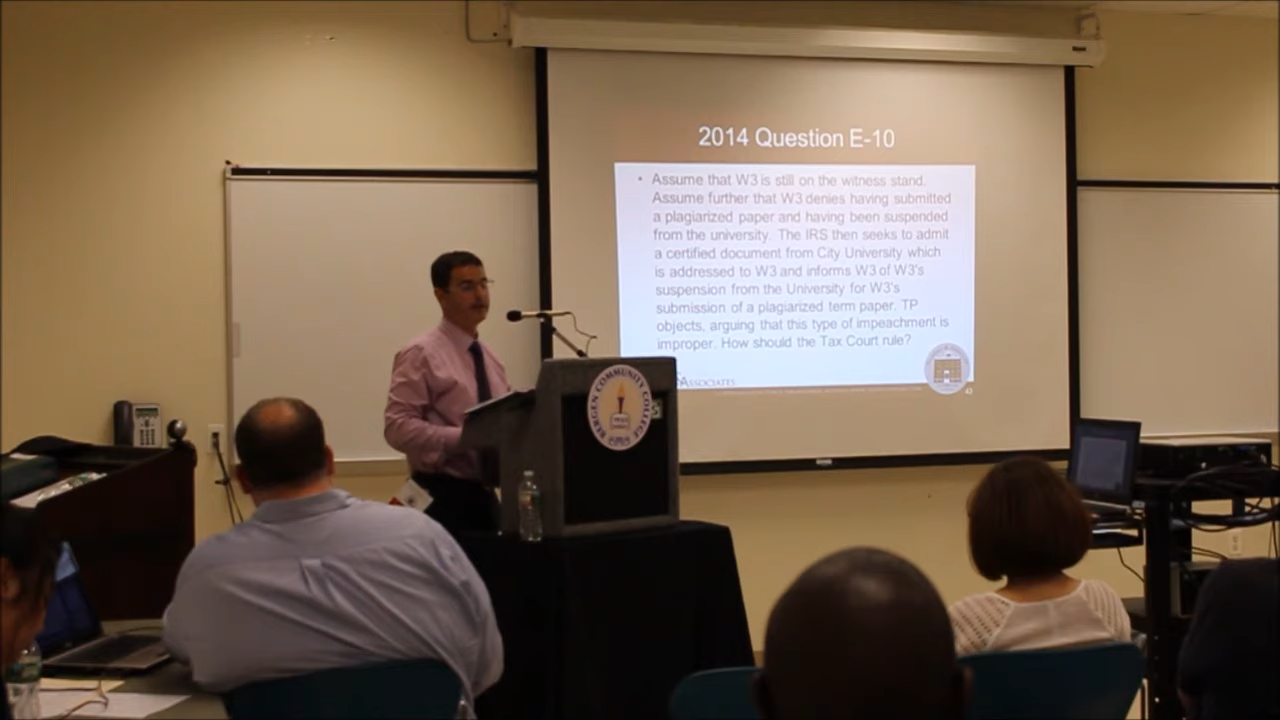 2014 Question E-10
• Assume that W3 is still on the witness stand.
Assume further that W3 denies having submitted
a plagiarized paper and having been suspended
from the university. The IRS then seeks to admit
a certified document from City University which
is addressed to W3 and informs W3 of W3's
suspension from the University for W3's
submission of a plagiarized term paper. TP
objects, arguing that this type of impeachment is
improper. How should the Tax Court rule?
ASSOCIATES
BERGEN COMMUNITY COLLEGE